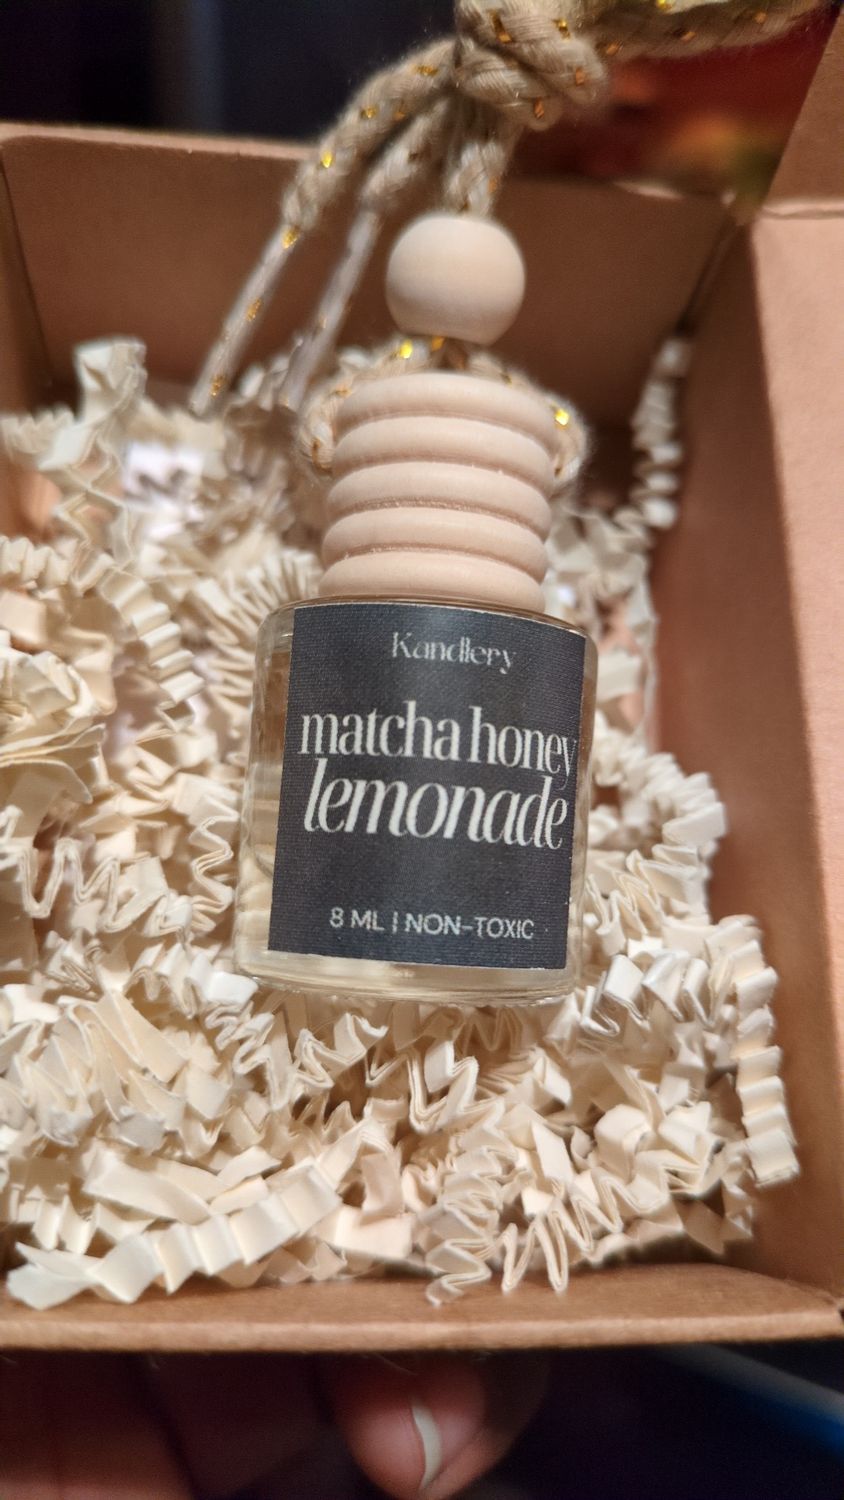 Kandlery
matcha honey
lemonade
8 ML | NON-TOXIC